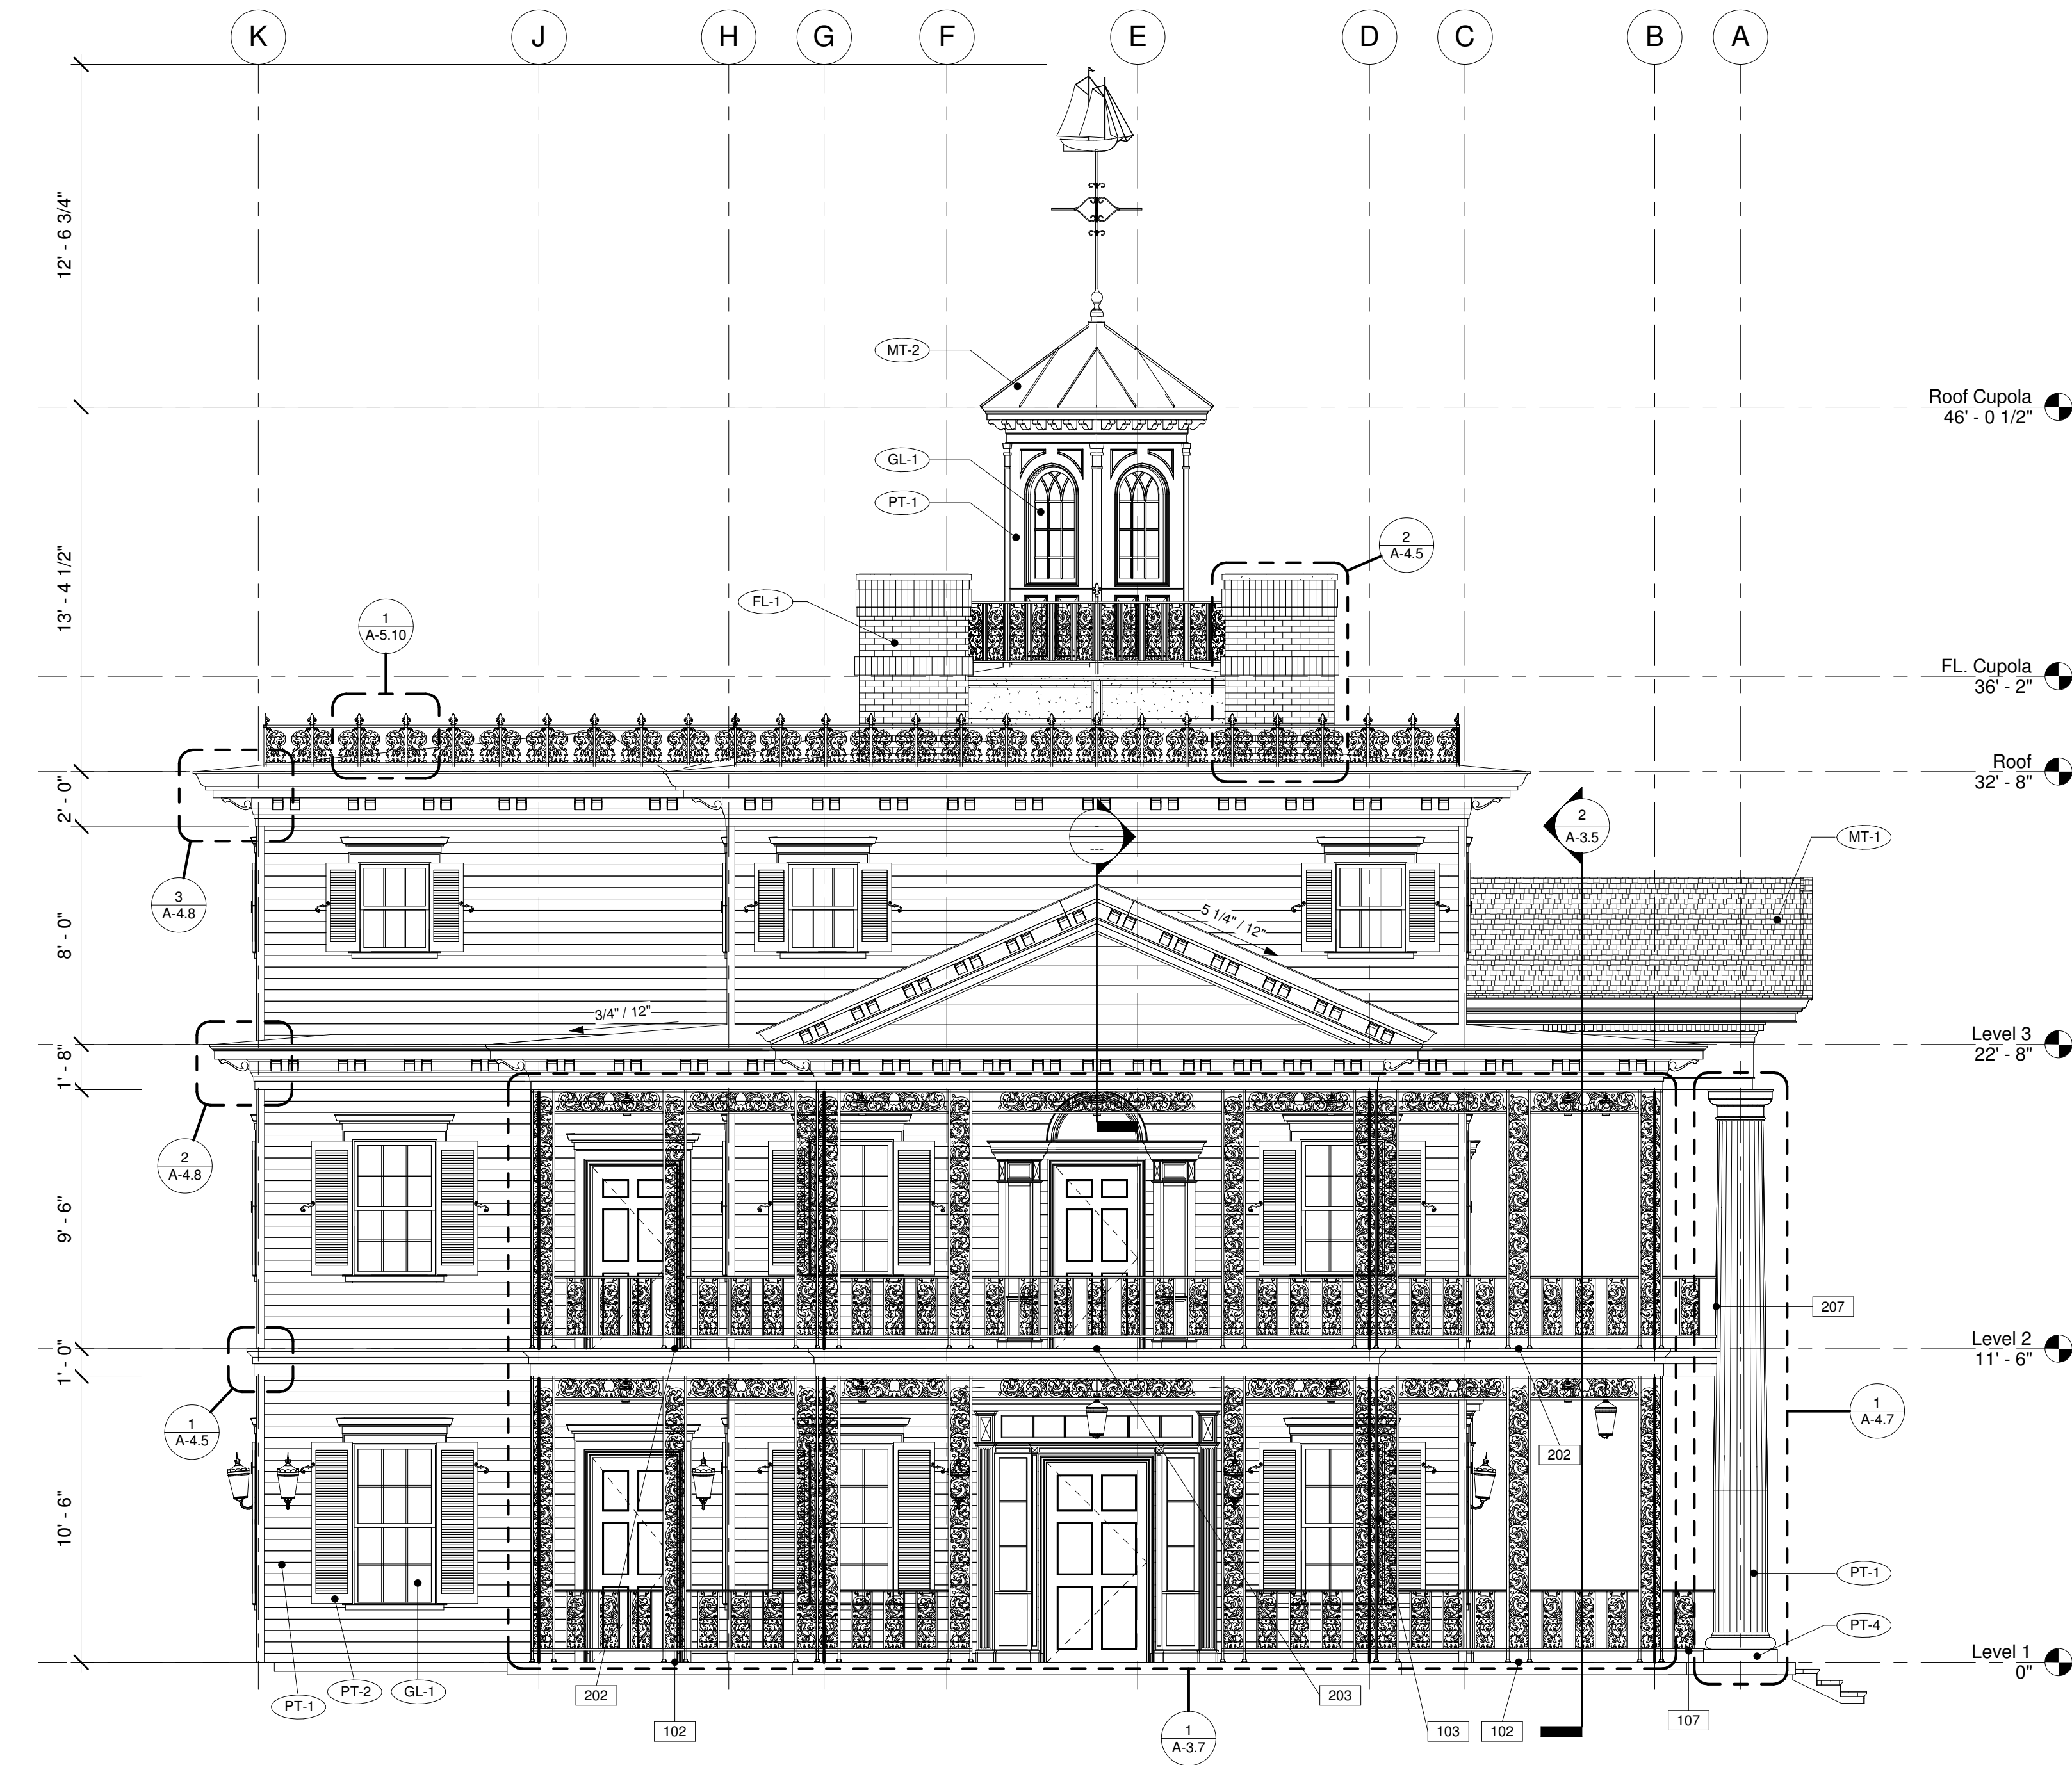 K J H G F E D C B A
12' - 6 3/4"
MT-2
Roof Cupola
46' - 0 1/2"
GL-1
PT-1
2
A-4.5
13' - 4 1/2"
FL-1
1
A-5.10
FL. Cupola
36' - 2"
Roof
32' - 8"
2' - 0"
-
---
2
A-3.5
MT-1
3
A-4.8
8' - 0"
5 1/4" / 12"
3/4" / 12"
Level 3
22' - 8"
1' - 8"
2
A-4.8
9' - 6"
207
Level 2
11' - 6"
1' - 0"
1
A-4.5
1
A-4.7
202
10' - 6"
PT-1
PT-4
Level 1
0"
PT-1
PT-2
GL-1
202
203
102
1
A-3.7
103
102
107